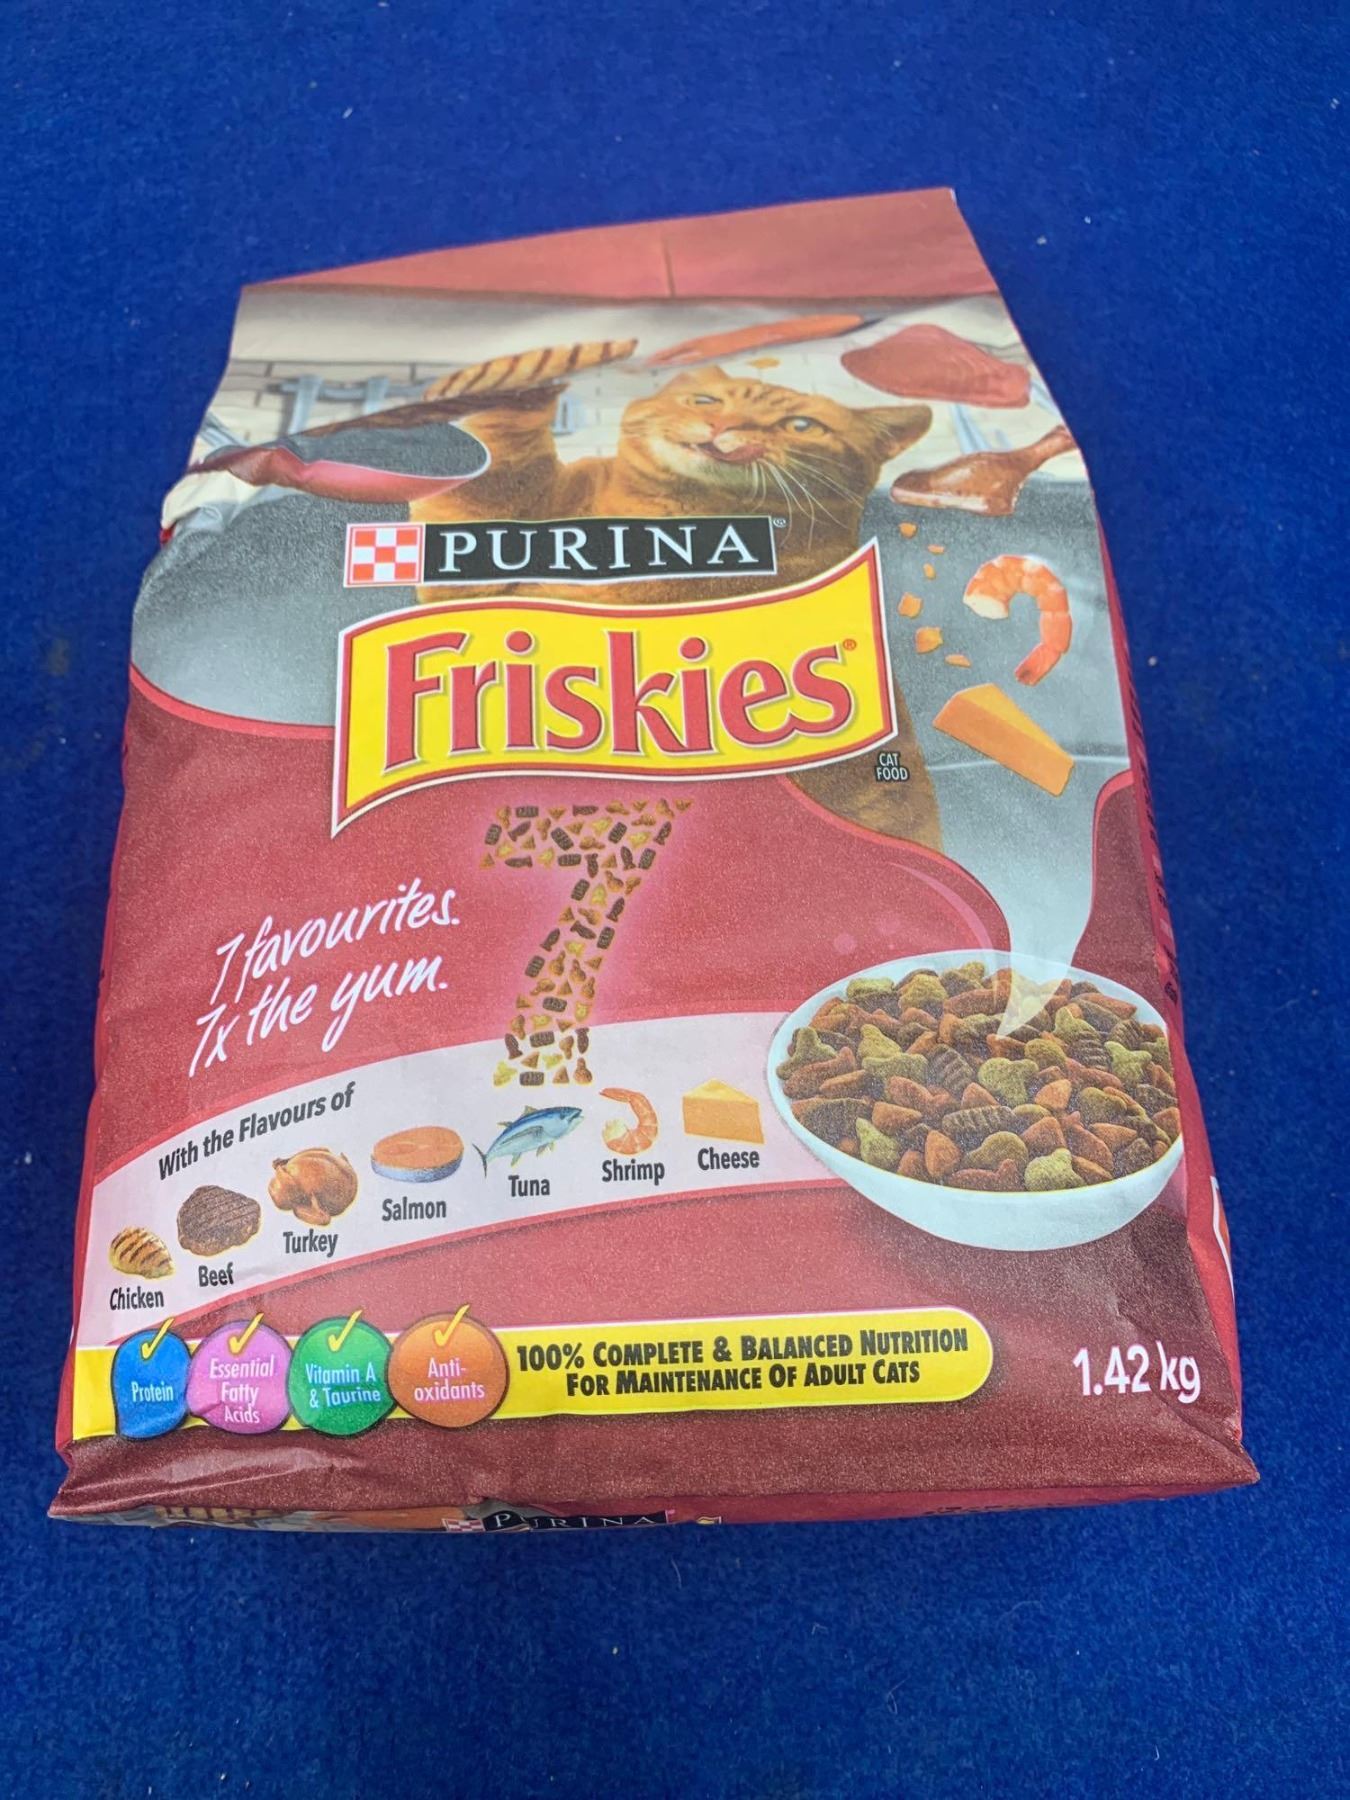 PURINA®
Friskies®
CAT
FOOD
7
7 favourites.
7x the yum.
With the Flavours of
Chicken
Beef
Turkey
Salmon
Tuna
Shrimp
Cheese
Protein
Essential
Fatty
Acids
Vitamin A
& Taurine
Anti-
oxidants
100% COMPLETE & BALANCED NUTRITION
FOR MAINTENANCE OF ADULT CATS
1.42 kg
PURINA